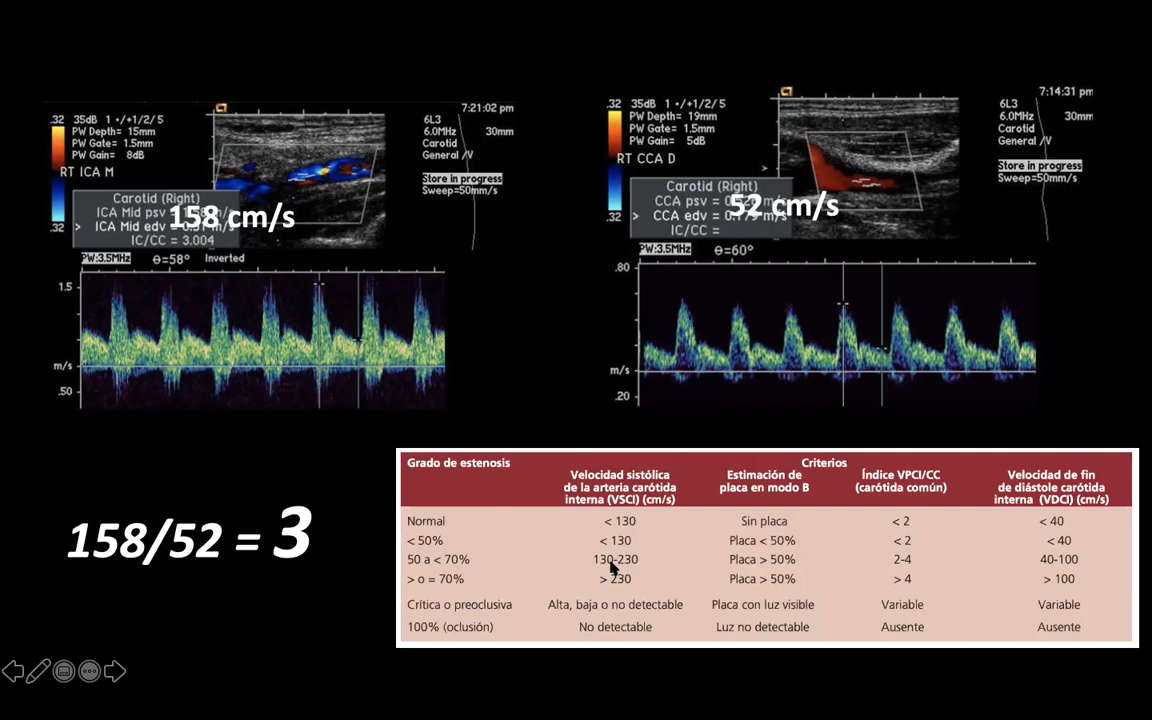 7:21:02 pm
.32 35dB 1 •/+1/2/5
PW Depth= 15mm
PW Gate= 1.5mm
PW Gain= 8dB
RT ICA M
6L3
6.0MHz 30mm
Carotid
General /V
Store in progress
Sweep=50mm/s
Carotid (Right)
ICA Mid psv
> ICA Mid edv
IC/CC = 3.004
158 cm/s
.32
PW:3.5MHz Θ=58° Inverted
1.5
m/s
.50
7:14:31 pm
.32 35dB 1 •/+1/2/5
PW Depth= 19mm
PW Gate= 1.5mm
PW Gain= 5dB
RT CCA D
6L3
6.0MHz 30mm
Carotid
General /V
Store in progress
Sweep=50mm/s
Carotid (Right)
CCA psv =
> CCA edv =
IC/CC =
52 cm/s
.32
PW:3.5MHz Θ=60°
.80
m/s
.20
158/52 = 3
Grado de estenosis Criterios
Velocidad sistólica de la arteria carótida interna (VSCI) (cm/s) Estimación de placa en modo B Índice VPCI/CC (carótida común) Velocidad de fin de diástole carótida interna (VDCI) (cm/s)
Normal < 130 Sin placa < 2 < 40
< 50% < 130 Placa < 50% < 2 < 40
50 a < 70% 130-230 Placa > 50% 2-4 40-100
> o = 70% > 230 Placa > 50% > 4 > 100
Crítica o preoclusiva Alta, baja o no detectable Placa con luz visible Variable Variable
100% (oclusión) No detectable Luz no detectable Ausente Ausente